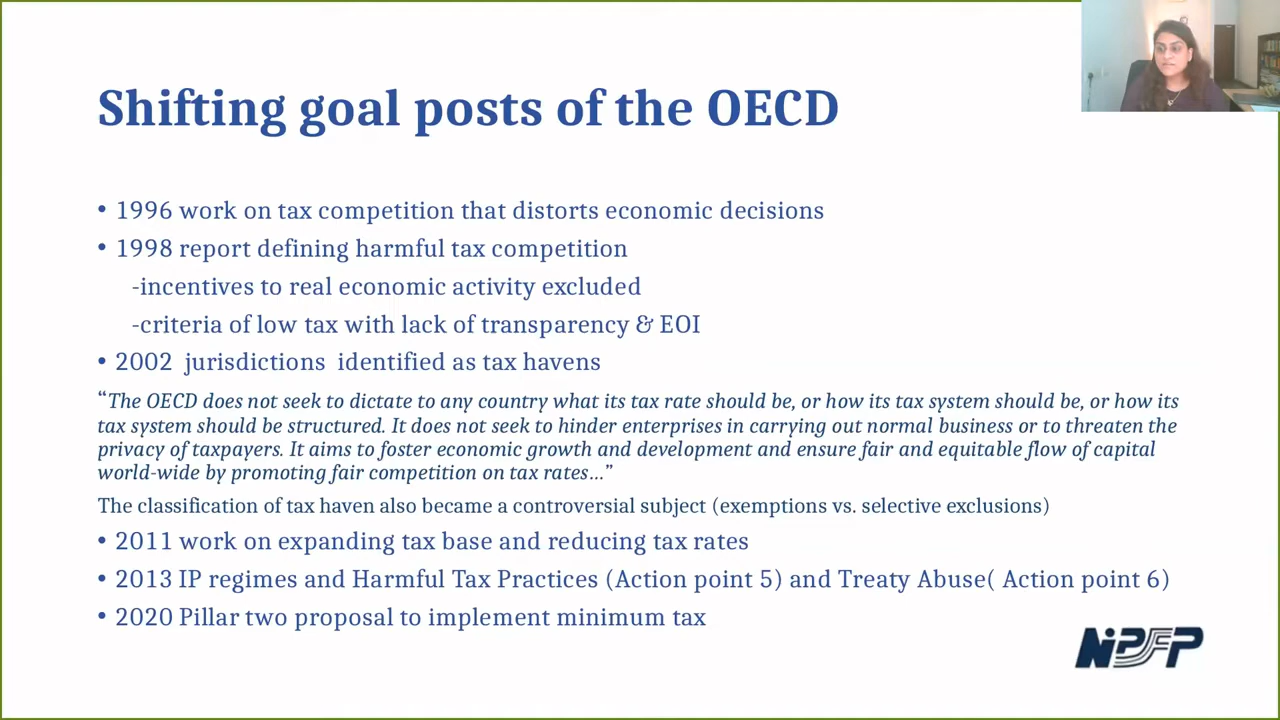 Shifting goal posts of the OECD
• 1996 work on tax competition that distorts economic decisions
• 1998 report defining harmful tax competition
-incentives to real economic activity excluded
-criteria of low tax with lack of transparency & EOI
• 2002 jurisdictions identified as tax havens
“The OECD does not seek to dictate to any country what its tax rate should be, or how its tax system should be, or how its
tax system should be structured. It does not seek to hinder enterprises in carrying out normal business or to threaten the
privacy of taxpayers. It aims to foster economic growth and development and ensure fair and equitable flow of capital
world-wide by promoting fair competition on tax rates…”
The classification of tax haven also became a controversial subject (exemptions vs. selective exclusions)
• 2011 work on expanding tax base and reducing tax rates
• 2013 IP regimes and Harmful Tax Practices (Action point 5) and Treaty Abuse( Action point 6)
• 2020 Pillar two proposal to implement minimum tax
NIPFP